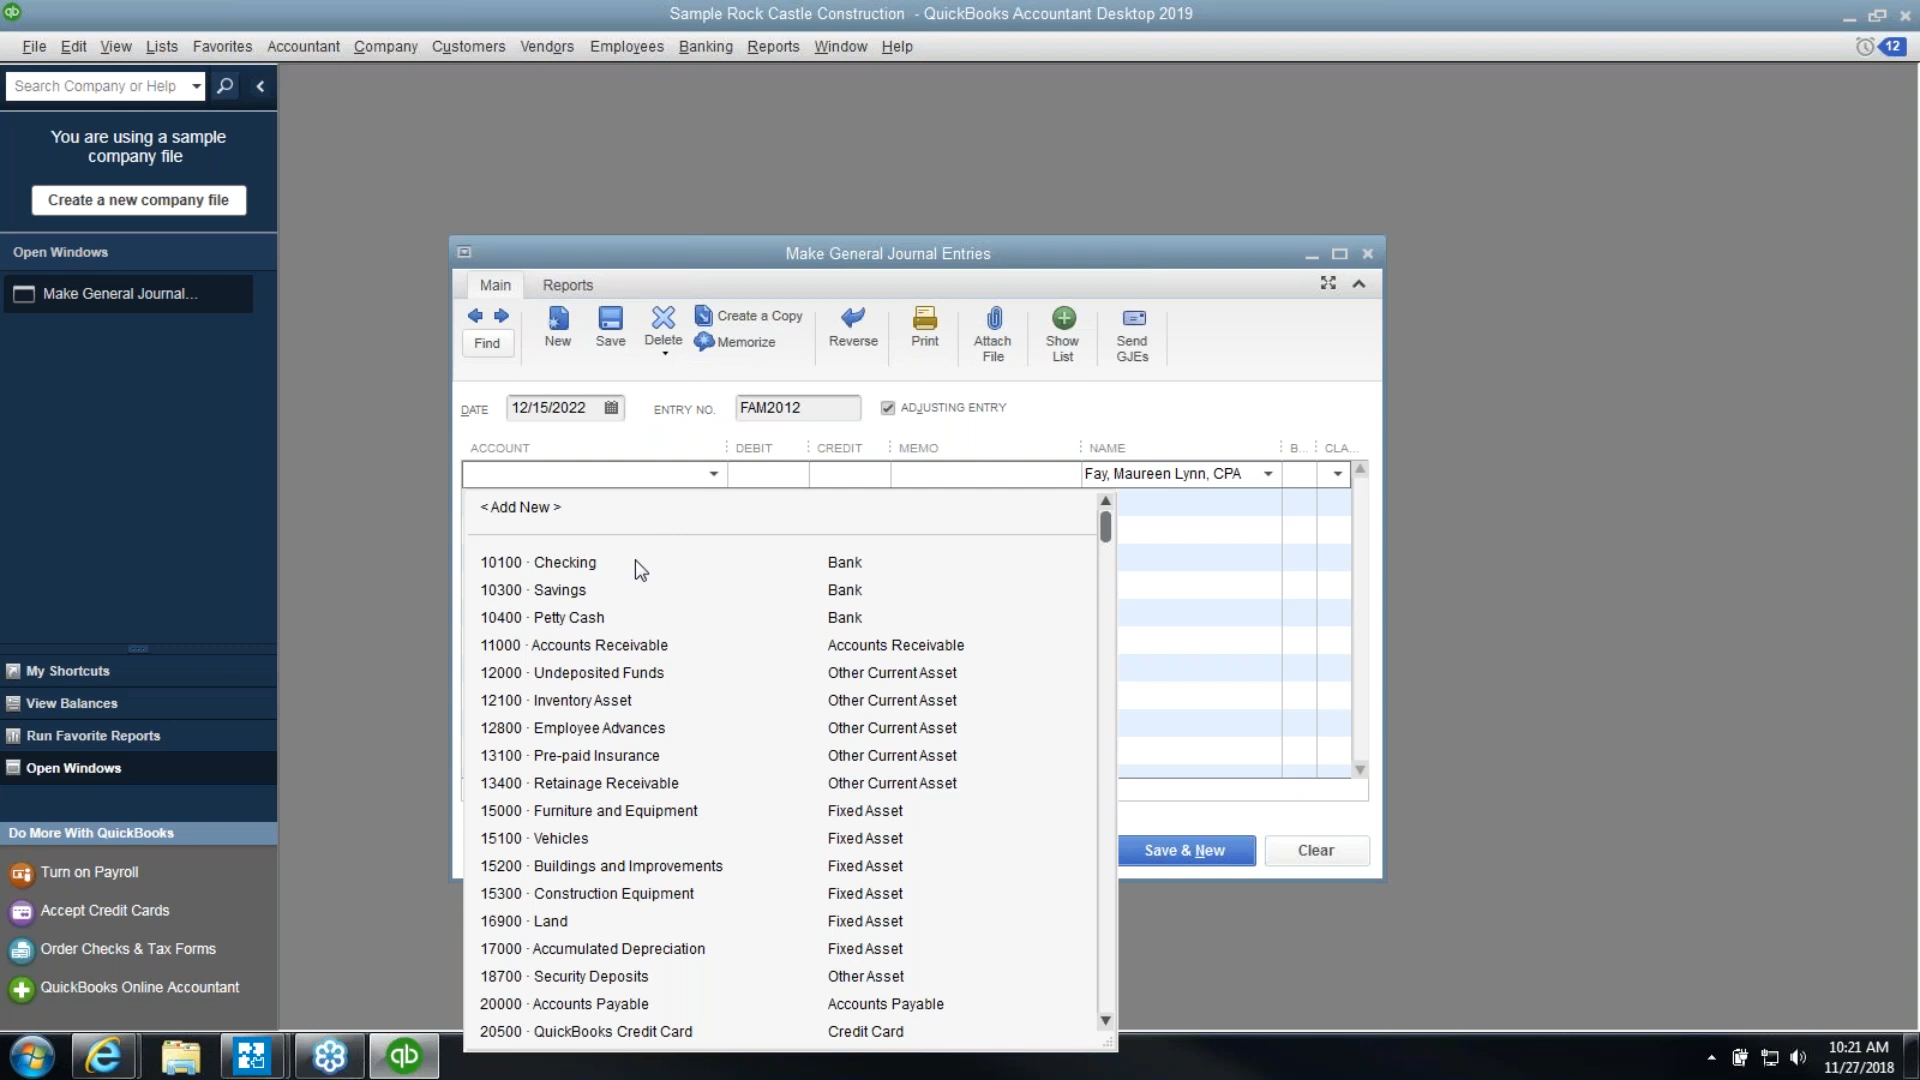 qb
Sample Rock Castle Construction - QuickBooks Accountant Desktop 2019
File Edit View Lists Favorites Accountant Company Customers Vendors Employees Banking Reports Window Help
12
Search Company or Help
You are using a sample
company file
Create a new company file
Open Windows
Make General Journal...
My Shortcuts
View Balances
Run Favorite Reports
Open Windows
Do More With QuickBooks
Turn on Payroll
Accept Credit Cards
Order Checks & Tax Forms
QuickBooks Online Accountant
Make General Journal Entries
Main Reports
Find
New
Save
Delete
Create a Copy
Memorize
Reverse
Print
Attach
File
Show
List
Send
GJEs
DATE 12/15/2022 ENTRY NO. FAM2012 ADJUSTING ENTRY
ACCOUNT DEBIT CREDIT MEMO NAME B... CLA...
Fay, Maureen Lynn, CPA
< Add New >
10100 · Checking Bank
10300 · Savings Bank
10400 · Petty Cash Bank
11000 · Accounts Receivable Accounts Receivable
12000 · Undeposited Funds Other Current Asset
12100 · Inventory Asset Other Current Asset
12800 · Employee Advances Other Current Asset
13100 · Pre-paid Insurance Other Current Asset
13400 · Retainage Receivable Other Current Asset
15000 · Furniture and Equipment Fixed Asset
15100 · Vehicles Fixed Asset
15200 · Buildings and Improvements Fixed Asset
15300 · Construction Equipment Fixed Asset
16900 · Land Fixed Asset
17000 · Accumulated Depreciation Fixed Asset
18700 · Security Deposits Other Asset
20000 · Accounts Payable Accounts Payable
20500 · QuickBooks Credit Card Credit Card
Save & New
Clear
qb
10:21 AM
11/27/2018